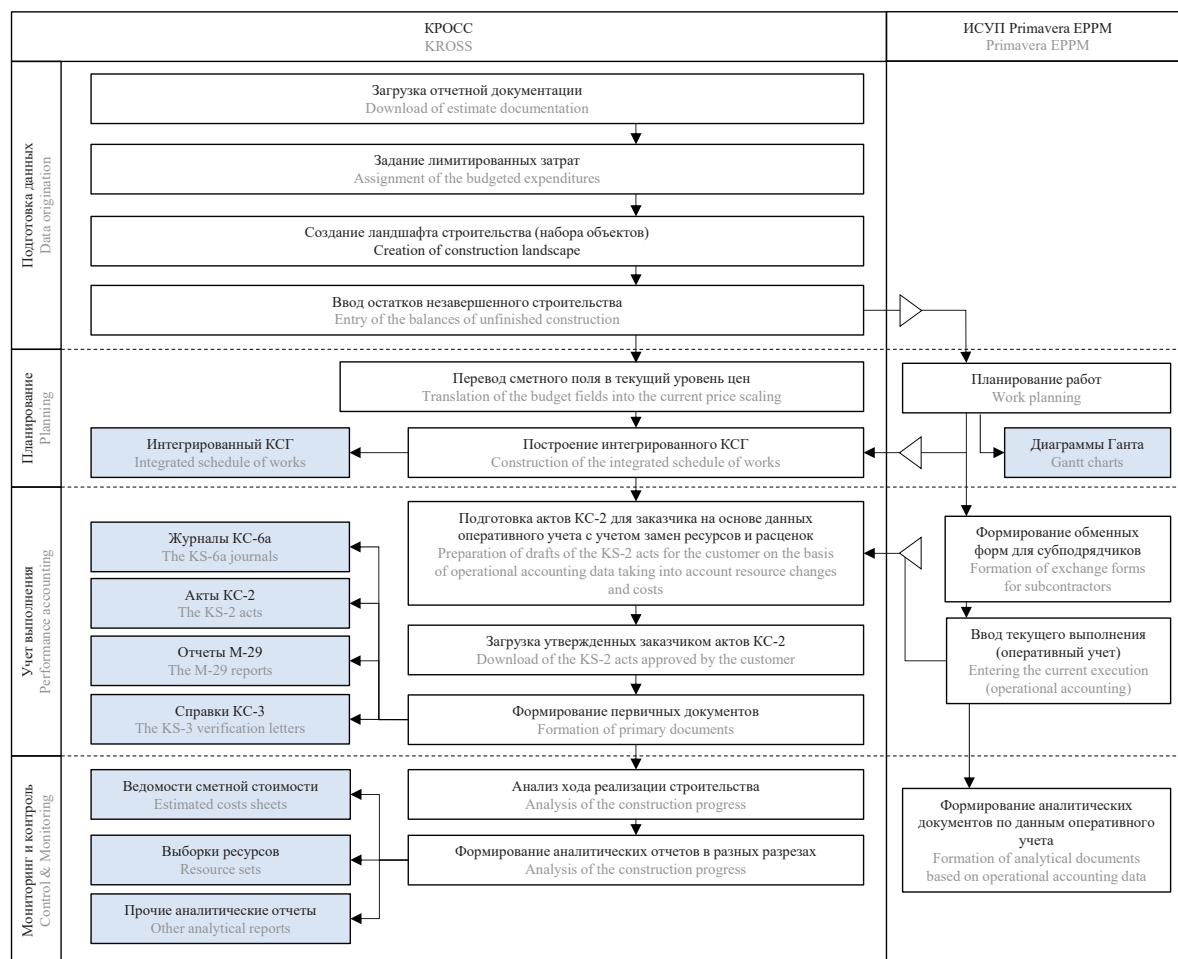 КРОСС
KROSS
ИСУП Primavera EPPM
Primavera EPPM
Подготовка данных
Data origination
Загрузка отчетной документации
Download of estimate documentation
Задание лимитированных затрат
Assignment of the budgeted expenditures
Создание ландшафта строительства (набора объектов)
Creation of construction landscape
Ввод остатков незавершенного строительства
Entry of the balances of unfinished construction
Планирование
Planning
Перевод сметного поля в текущий уровень цен
Translation of the budget fields into the current price scaling
Планирование работ
Work planning
Интегрированный КСГ
Integrated schedule of works
Построение интегрированного КСГ
Construction of the integrated schedule of works
Диаграммы Ганта
Gantt charts
Учет выполнения
Performance accounting
Журналы КС-6а
The KS-6a journals
Акты КС-2
The KS-2 acts
Отчеты М-29
The M-29 reports
Справки КС-3
The KS-3 verification letters
Подготовка актов КС-2 для заказчика на основе данных
оперативного учета с учетом замен ресурсов и расценок
Preparation of drafts of the KS-2 acts for the customer on the basis
of operational accounting data taking into account resource changes
and costs
Загрузка утвержденных заказчиком актов КС-2
Download of the KS-2 acts approved by the customer
Формирование первичных документов
Formation of primary documents
Формирование обменных
форм для субподрядчиков
Formation of exchange forms
for subcontractors
Ввод текущего выполнения
(оперативный учет)
Entering the current execution
(operational accounting)
Мониторинг и контроль
Control & Monitoring
Ведомости сметной стоимости
Estimated costs sheets
Выборки ресурсов
Resource sets
Прочие аналитические отчеты
Other analytical reports
Анализ хода реализации строительства
Analysis of the construction progress
Формирование аналитических отчетов в разных разрезах
Analysis of the construction progress
Формирование аналитических
документов по данным оперативного
учета
Formation of analytical documents
based on operational accounting data